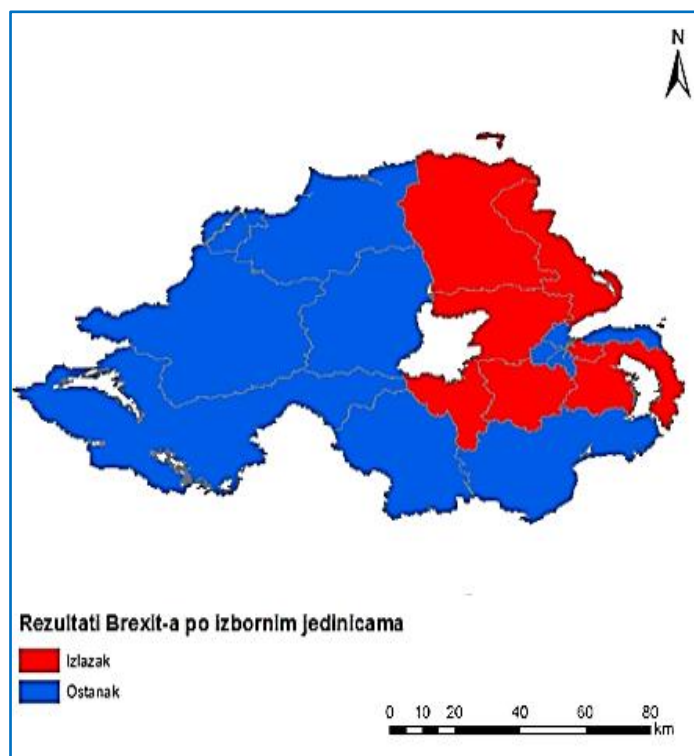 N
Rezultati Brexit-a po izbornim jedinicama
Izlazak
Ostanak
0 10 20 40 60 80
km